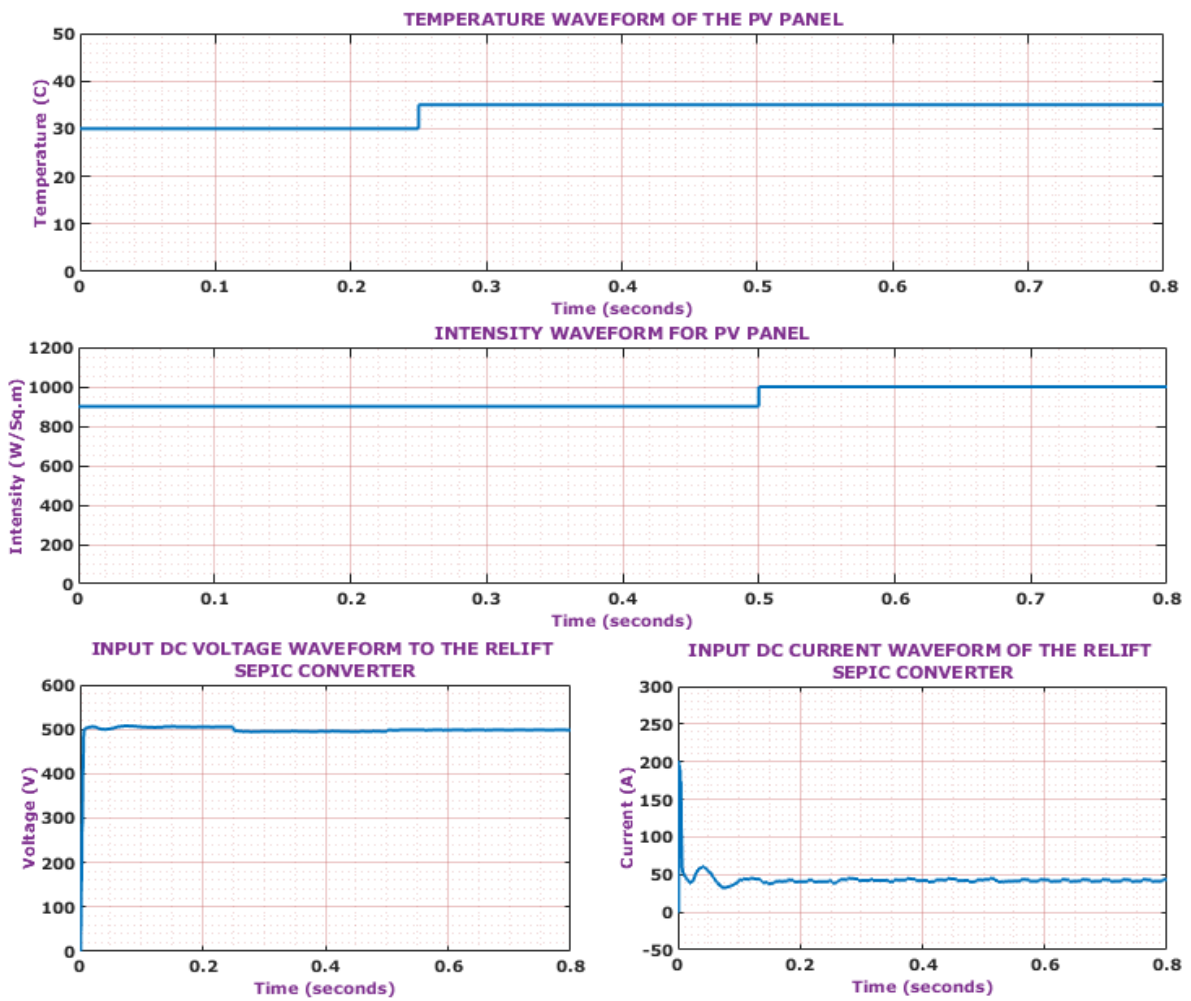 TEMPERATURE WAVEFORM OF THE PV PANEL
50
40
30
20
10
0
Temperature (C)
0 0.1 0.2 0.3 0.4 0.5 0.6 0.7 0.8
Time (seconds)
INTENSITY WAVEFORM FOR PV PANEL
1200
1000
800
600
400
200
0
Intensity (W/Sq.m)
0 0.1 0.2 0.3 0.4 0.5 0.6 0.7 0.8
Time (seconds)
INPUT DC VOLTAGE WAVEFORM TO THE RELIFT
SEPIC CONVERTER
600
500
400
300
200
100
0
Voltage (V)
0 0.2 0.4 0.6 0.8
Time (seconds)
INPUT DC CURRENT WAVEFORM OF THE RELIFT
SEPIC CONVERTER
300
250
200
150
100
50
0
-50
Current (A)
0 0.2 0.4 0.6 0.8
Time (seconds)